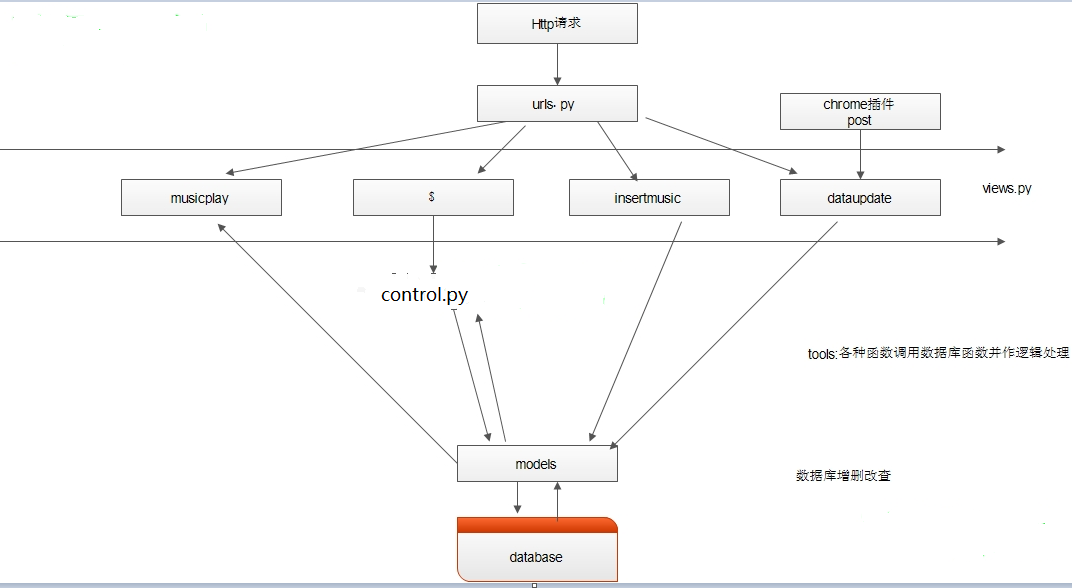 Http请求
urls. py
chrome插件
post
musicplay
$
insertmusic
dataupdate
views.py
control.py
tools:各种函数调用数据库函数并作逻辑处理
models
数据库增删改查
database